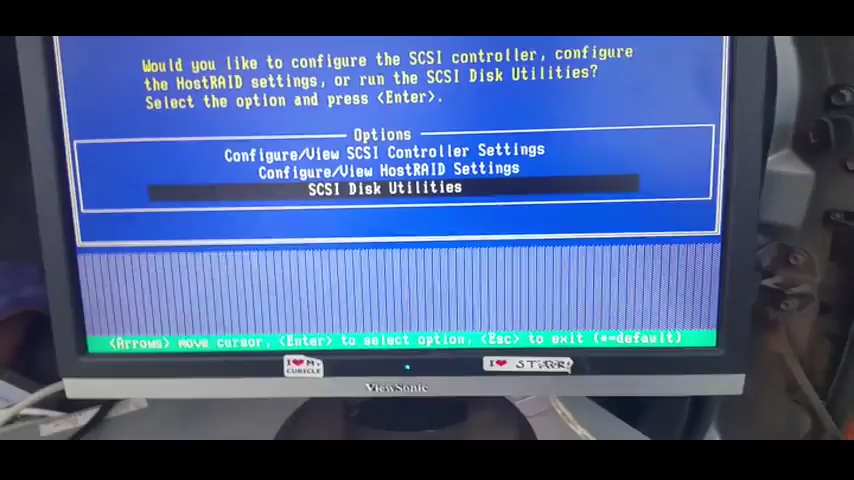 Would you like to configure the SCSI controller, configure
the HostRAID settings, or run the SCSI Disk Utilities?
Select the option and press <Enter>.
Options
Configure/View SCSI Controller Settings
Configure/View HostRAID Settings
SCSI Disk Utilities
<Arrows> move cursor, <Enter> to select option, <Esc> to exit (*=default)
I ❤ MY
CUBICLE
I ❤
ViewSonic